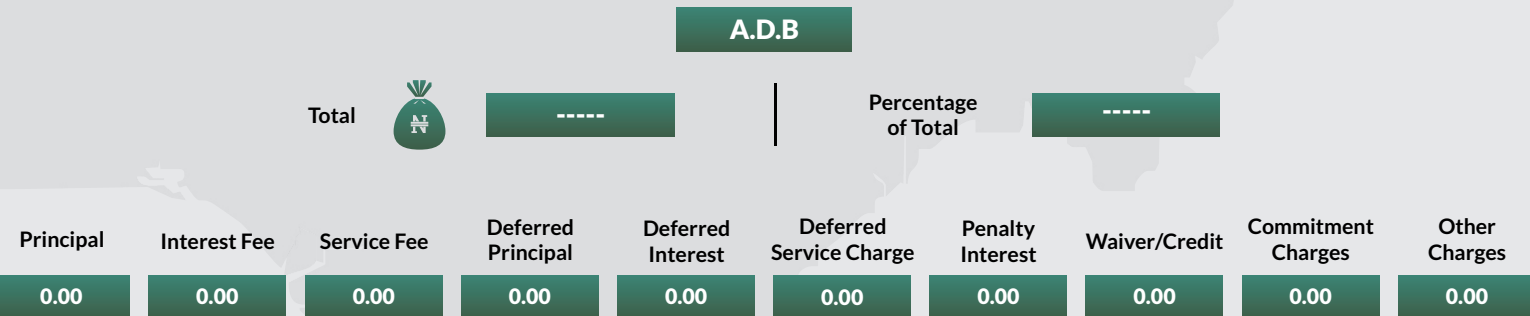 A.D.B
Total
₦
-----
Percentage
of Total
-----
Principal
Interest Fee
Service Fee
Deferred
Principal
Deferred
Interest
Deferred
Service Charge
Penalty
Interest
Waiver/Credit
Commitment
Charges
Other
Charges
0.00
0.00
0.00
0.00
0.00
0.00
0.00
0.00
0.00
0.00